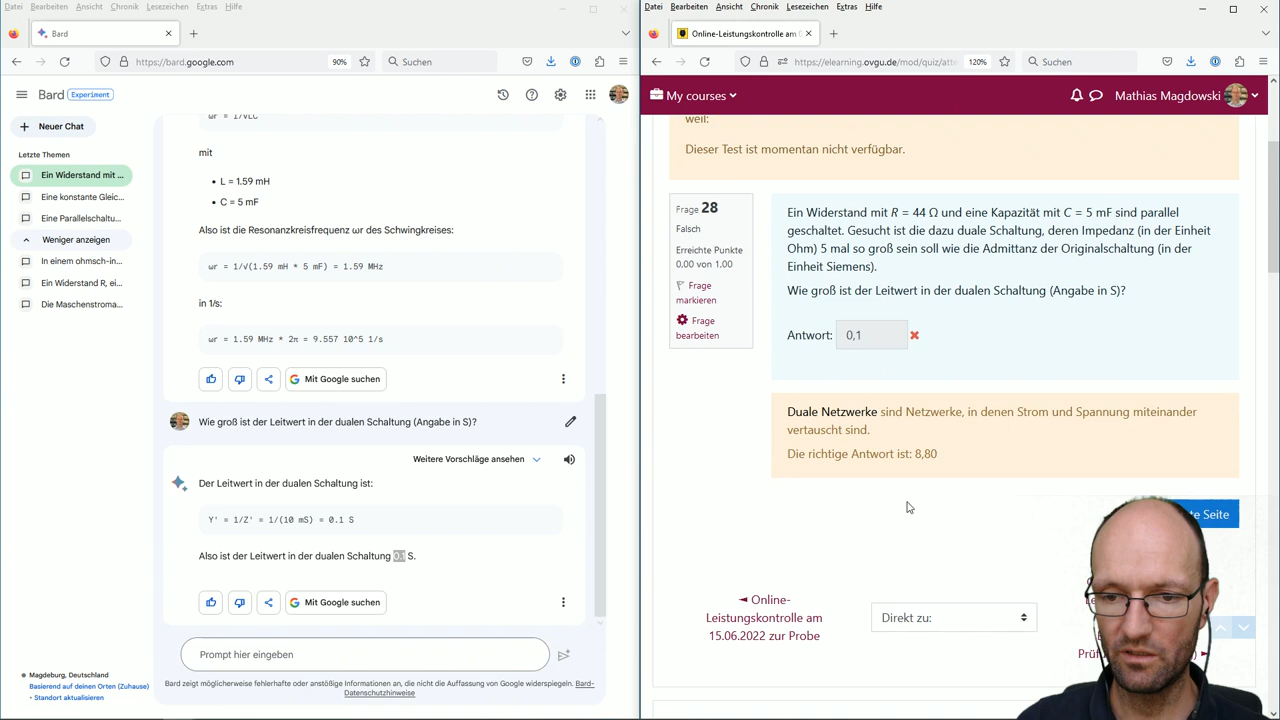 Datei Bearbeiten Ansicht Chronik Lesezeichen Extras Hilfe
Bard
https://bard.google.com
90%
Suchen
Bard Experiment
Neuer Chat
Letzte Themen
Ein Widerstand mit ...
Eine konstante Gleic...
Eine Parallelschaltu...
Weniger anzeigen
In einem ohmsch-in...
Ein Widerstand R, ei...
Die Maschenstroma...
Magdeburg, Deutschland
Basierend auf deinen Orten (Zuhause)
• Standort aktualisieren
ωr = 1/√LC
mit
• L = 1.59 mH
• C = 5 mF
Also ist die Resonanzkreisfrequenz ωr des Schwingkreises:
ωr = 1/√(1.59 mH * 5 mF) = 1.59 MHz
in 1/s:
ωr = 1.59 MHz * 2π = 9.557 10^5 1/s
Mit Google suchen
Wie groß ist der Leitwert in der dualen Schaltung (Angabe in S)?
Weitere Vorschläge ansehen
Der Leitwert in der dualen Schaltung ist:
Y' = 1/Z' = 1/(10 mS) = 0.1 S
Also ist der Leitwert in der dualen Schaltung 0.1 S.
Mit Google suchen
Prompt hier eingeben
Bard zeigt möglicherweise fehlerhafte oder anstößige Informationen an, die nicht die Auffassung von Google widerspiegeln. Bard-
Datenschutzhinweise
Datei Bearbeiten Ansicht Chronik Lesezeichen Extras Hilfe
Online-Leistungskontrolle am
https://elearning.ovgu.de/mod/quiz/atte
120%
Suchen
My courses
Mathias Magdowski
weil:
Dieser Test ist momentan nicht verfügbar.
Frage 28
Falsch
Erreichte Punkte
0,00 von 1.00
Frage
markieren
Frage
bearbeiten
Ein Widerstand mit R = 44 Ω und eine Kapazität mit C = 5 mF sind parallel
geschaltet. Gesucht ist die dazu duale Schaltung, deren Impedanz (in der Einheit
Ohm) 5 mal so groß sein soll wie die Admittanz der Originalschaltung (in der
Einheit Siemens).
Wie groß ist der Leitwert in der dualen Schaltung (Angabe in S)?
Antwort: 0,1
Duale Netzwerke sind Netzwerke, in denen Strom und Spannung miteinander
vertauscht sind.
Die richtige Antwort ist: 8,80
Seite
◄ Online-
Leistungskontrolle am
15.06.2022 zur Probe
Direkt zu: